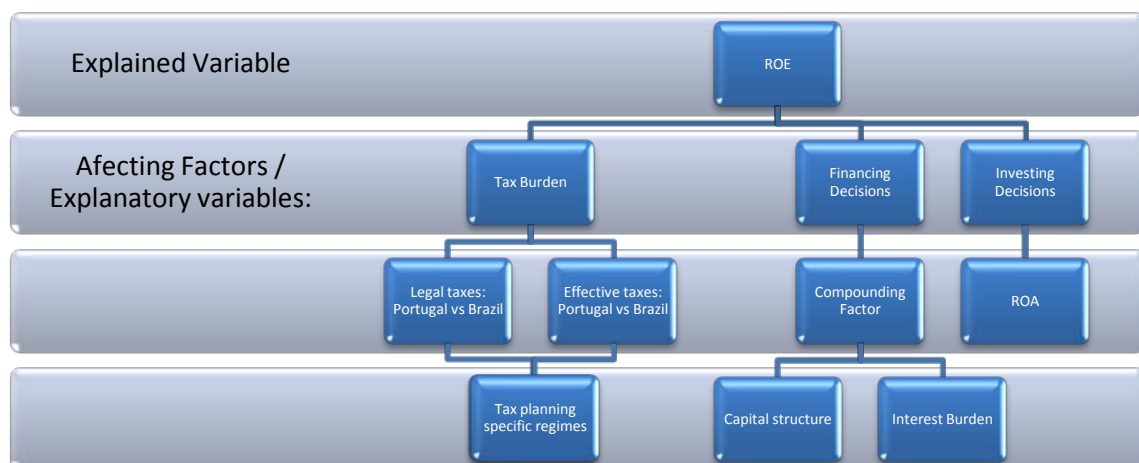 Explained Variable
ROE
Afecting Factors /
Explanatory variables:
Tax Burden
Financing
Decisions
Investing
Decisions
Legal taxes:
Portugal vs Brazil
Effective taxes:
Portugal vs Brazil
Compounding
Factor
ROA
Tax planning
specific regimes
Capital structure
Interest Burden